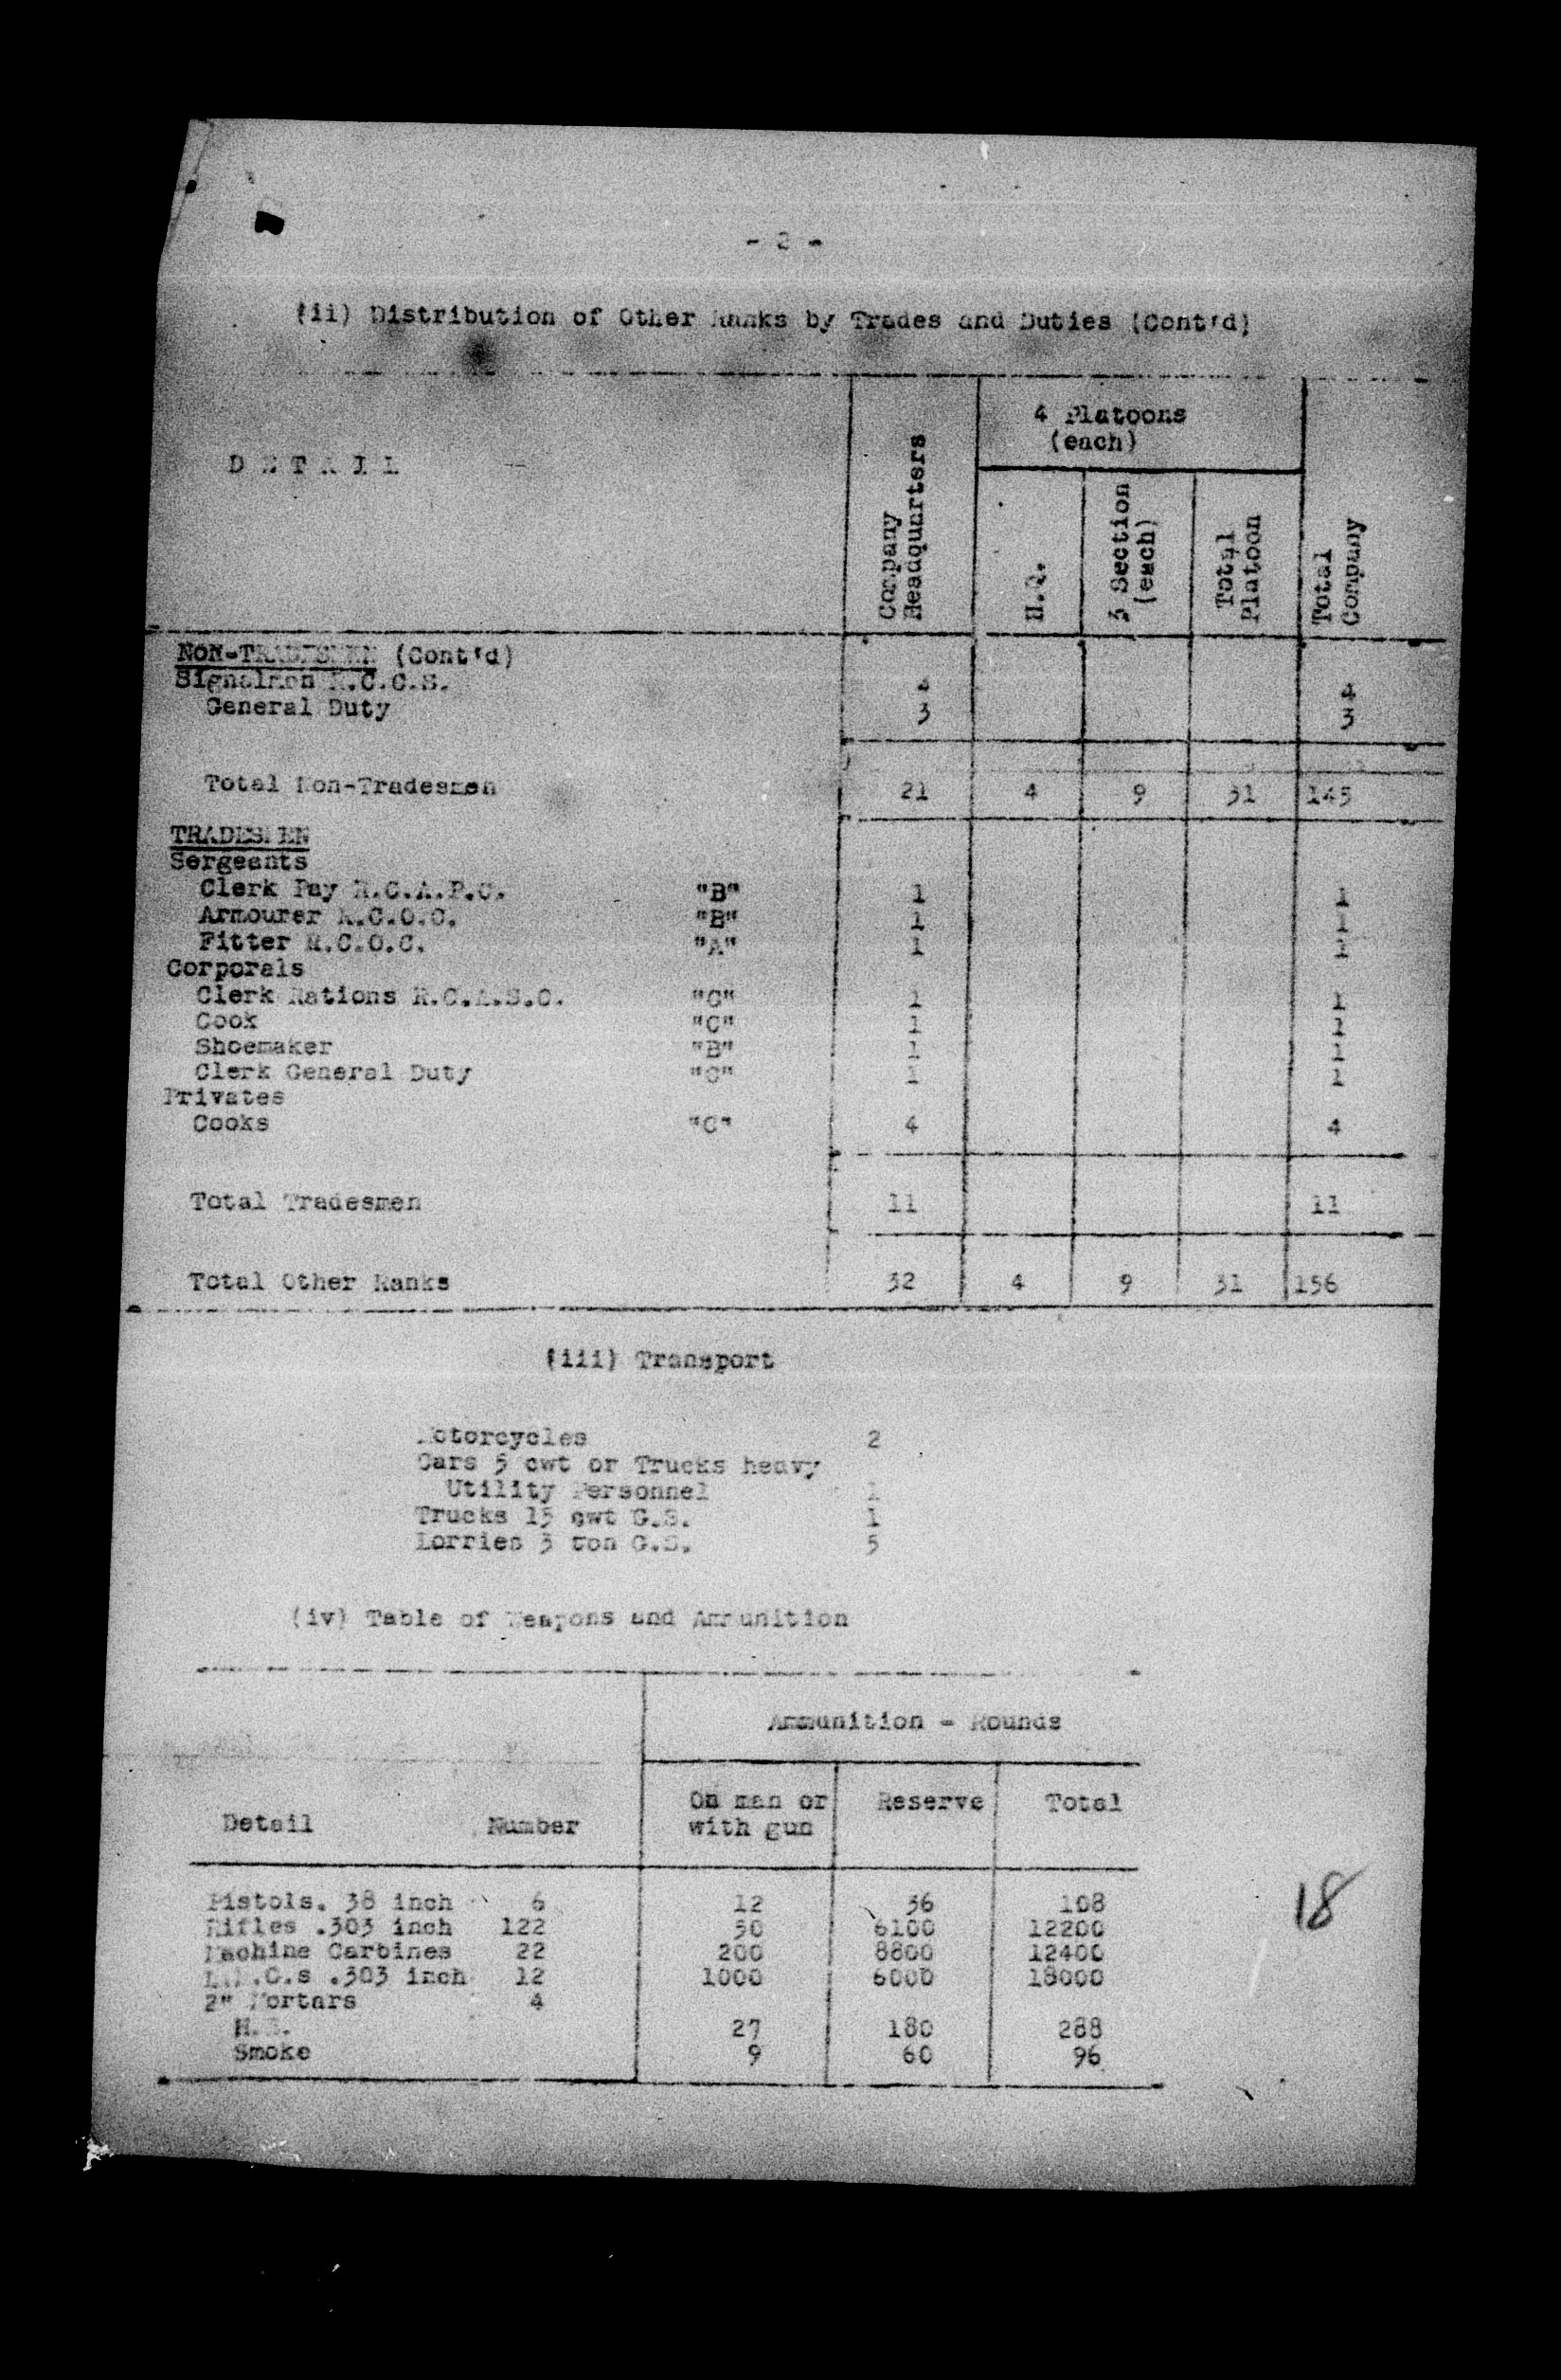 - 2 -
(ii) Distribution of Other Ranks by Trades and Duties (Cont'd)
DETAIL
Company Headquarters
4 Platoons (each)
H.Q.
3 Section (each)
Total Platoon
Total Company
NON-TRADESMEN (Cont'd)
Signalmen R.C.C.S.
4 4
General Duty 3 3
Total Non-Tradesmen 21 4 9 31 145
TRADESMEN
Sergeants
Clerk Pay R.C.A.P.C. "B" 1 1
Armourer R.C.O.C. "B" 1 1
Fitter R.C.O.C. "A" 1 1
Corporals
Clerk Rations R.C.A.S.C. "C" 1 1
Cook "C" 1 1
Shoemaker "B" 1 1
Clerk General Duty "C" 1 1
Privates
Cooks "C" 4 4
Total Tradesmen 11 11
Total Other Ranks 32 4 9 31 156
(iii) Transport
Motorcycles 2
Cars 5 cwt or Trucks heavy
Utility Personnel 1
Trucks 15 cwt G.S. 1
Lorries 3 ton G.S. 5
(iv) Table of Weapons and Ammunition
Ammunition - Rounds
Detail Number On man or with gun Reserve Total
Pistols. 38 inch 6 12 36 108
Rifles .303 inch 122 50 6100 12200
Machine Carbines 22 200 8800 12400
L.M.G.s .303 inch 12 1000 6000 18000
2" Mortars 4
H.E. 27 180 288
Smoke 9 60 96
18